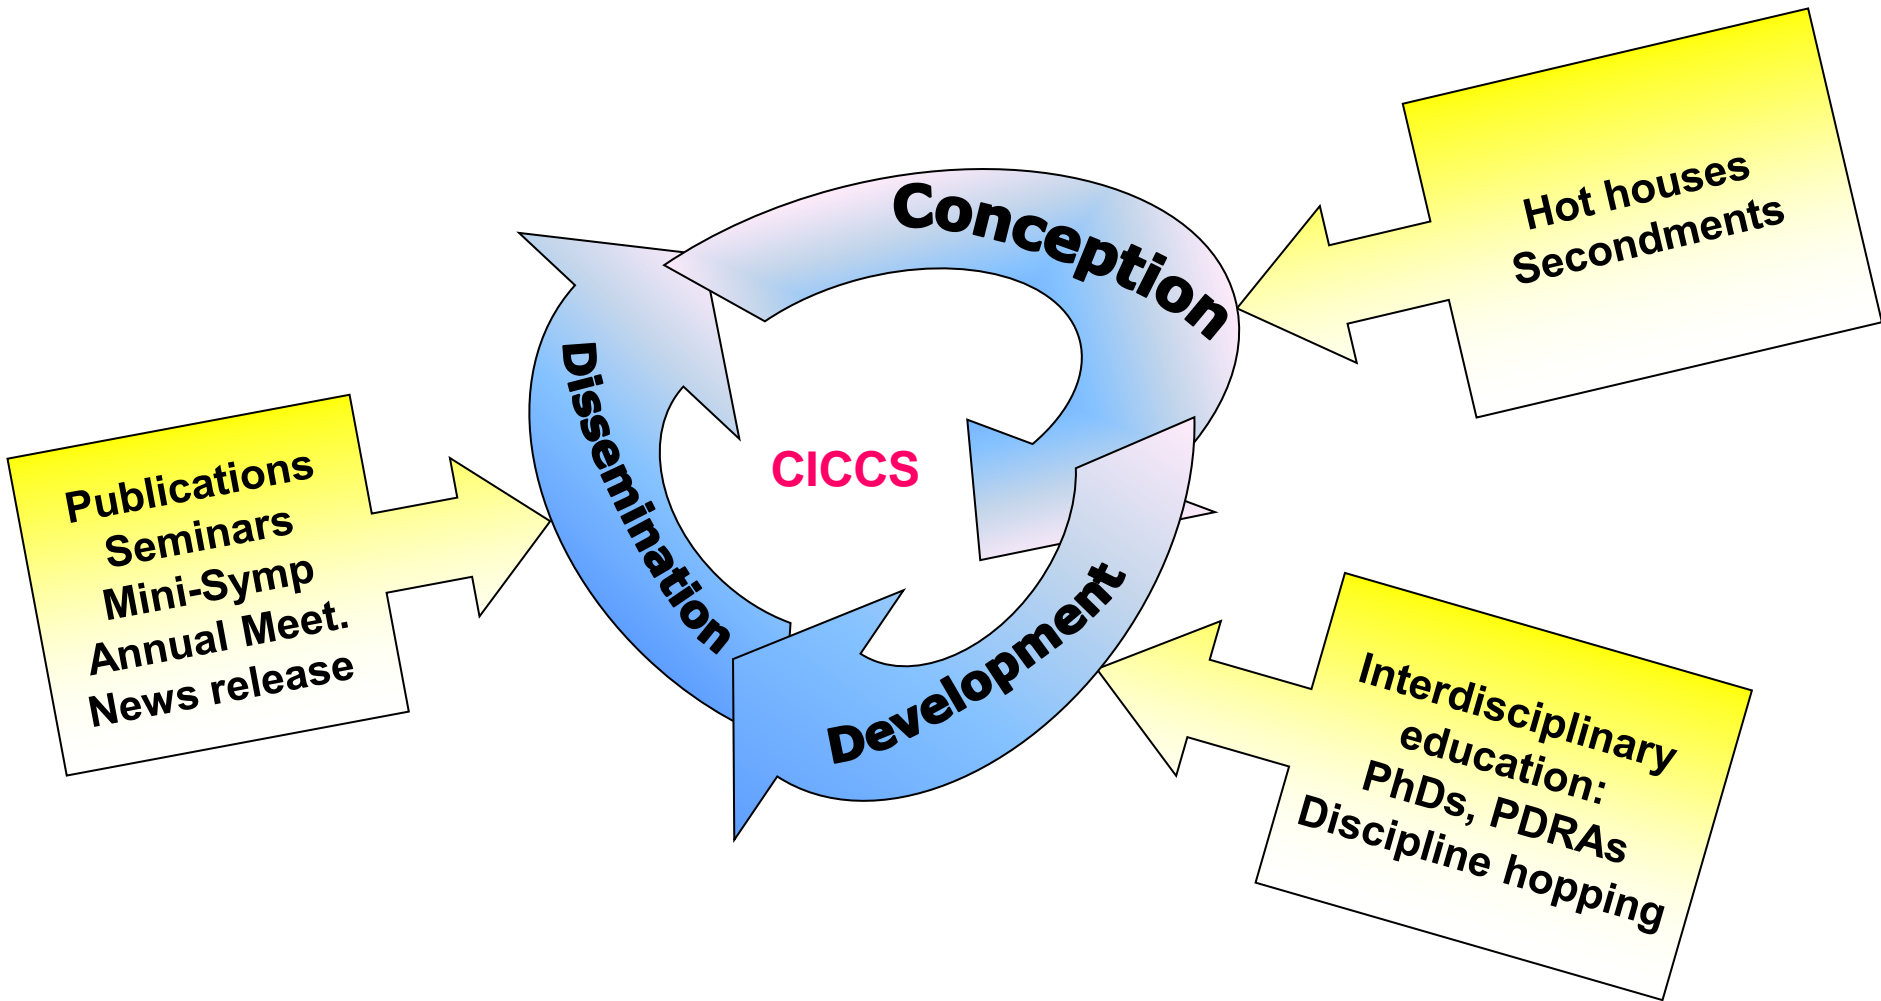 Conception
Hot houses
Secondments
Dissemination
CICCS
Publications
Seminars
Mini-Symp
Annual Meet.
News release
Development
Interdisciplinary
education:
PhDs, PDRAs
Discipline hopping